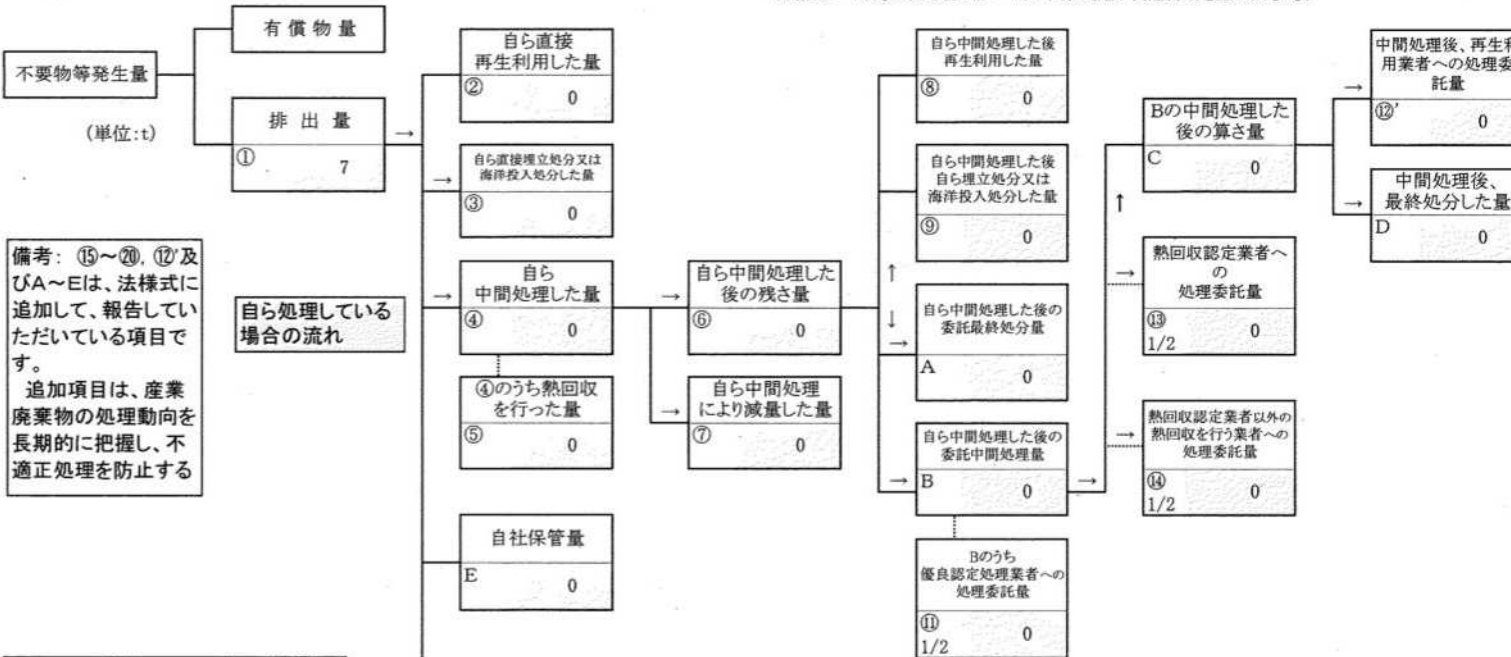 有償物量
不要物等発生量
(単位:t)
排出量
①
7
→
備考: ⑮~⑳, ⑫'及
びA~Eは、法様式に
追加して、報告してい
ただいている項目で
す。
追加項目は、産業
廃棄物の処理動向を
長期的に把握し、不
適正処理を防止する
自ら処理している
場合の流れ
自ら直接
再生利用した量
②
0
→
自ら直接埋立処分又は
海洋投入処分した量
③
0
→
自ら
中間処理した量
④
0
④のうち熱回収
を行った量
⑤
0
自社保管量
E
0
→
自ら中間処理した
後の残さ量
⑥
0
→
自ら中間処理
により減量した量
⑦
0
自ら中間処理した後
再生利用した量
⑧
0
自ら中間処理した後
自ら埋立処分又は
海洋投入処分した量
⑨
0
↑
↓
→
自ら中間処理した後の
委託最終処分量
A
0
→
自ら中間処理した後の
委託中間処理量
B
0
→
Bのうち
優良認定処理業者への
処理委託量
⑪
1/2
0
↑
Bの中間処理した
後の算さ量
C
0
→
熱回収認定業者へ
の
処理委託量
⑬
1/2
0
→
熱回収認定業者以外の
熱回収を行う業者への
処理委託量
⑭
1/2
0
→
中間処理後、再生利
用業者への処理委
託量
⑫'
0
→
中間処理後、
最終処分した量
D
0